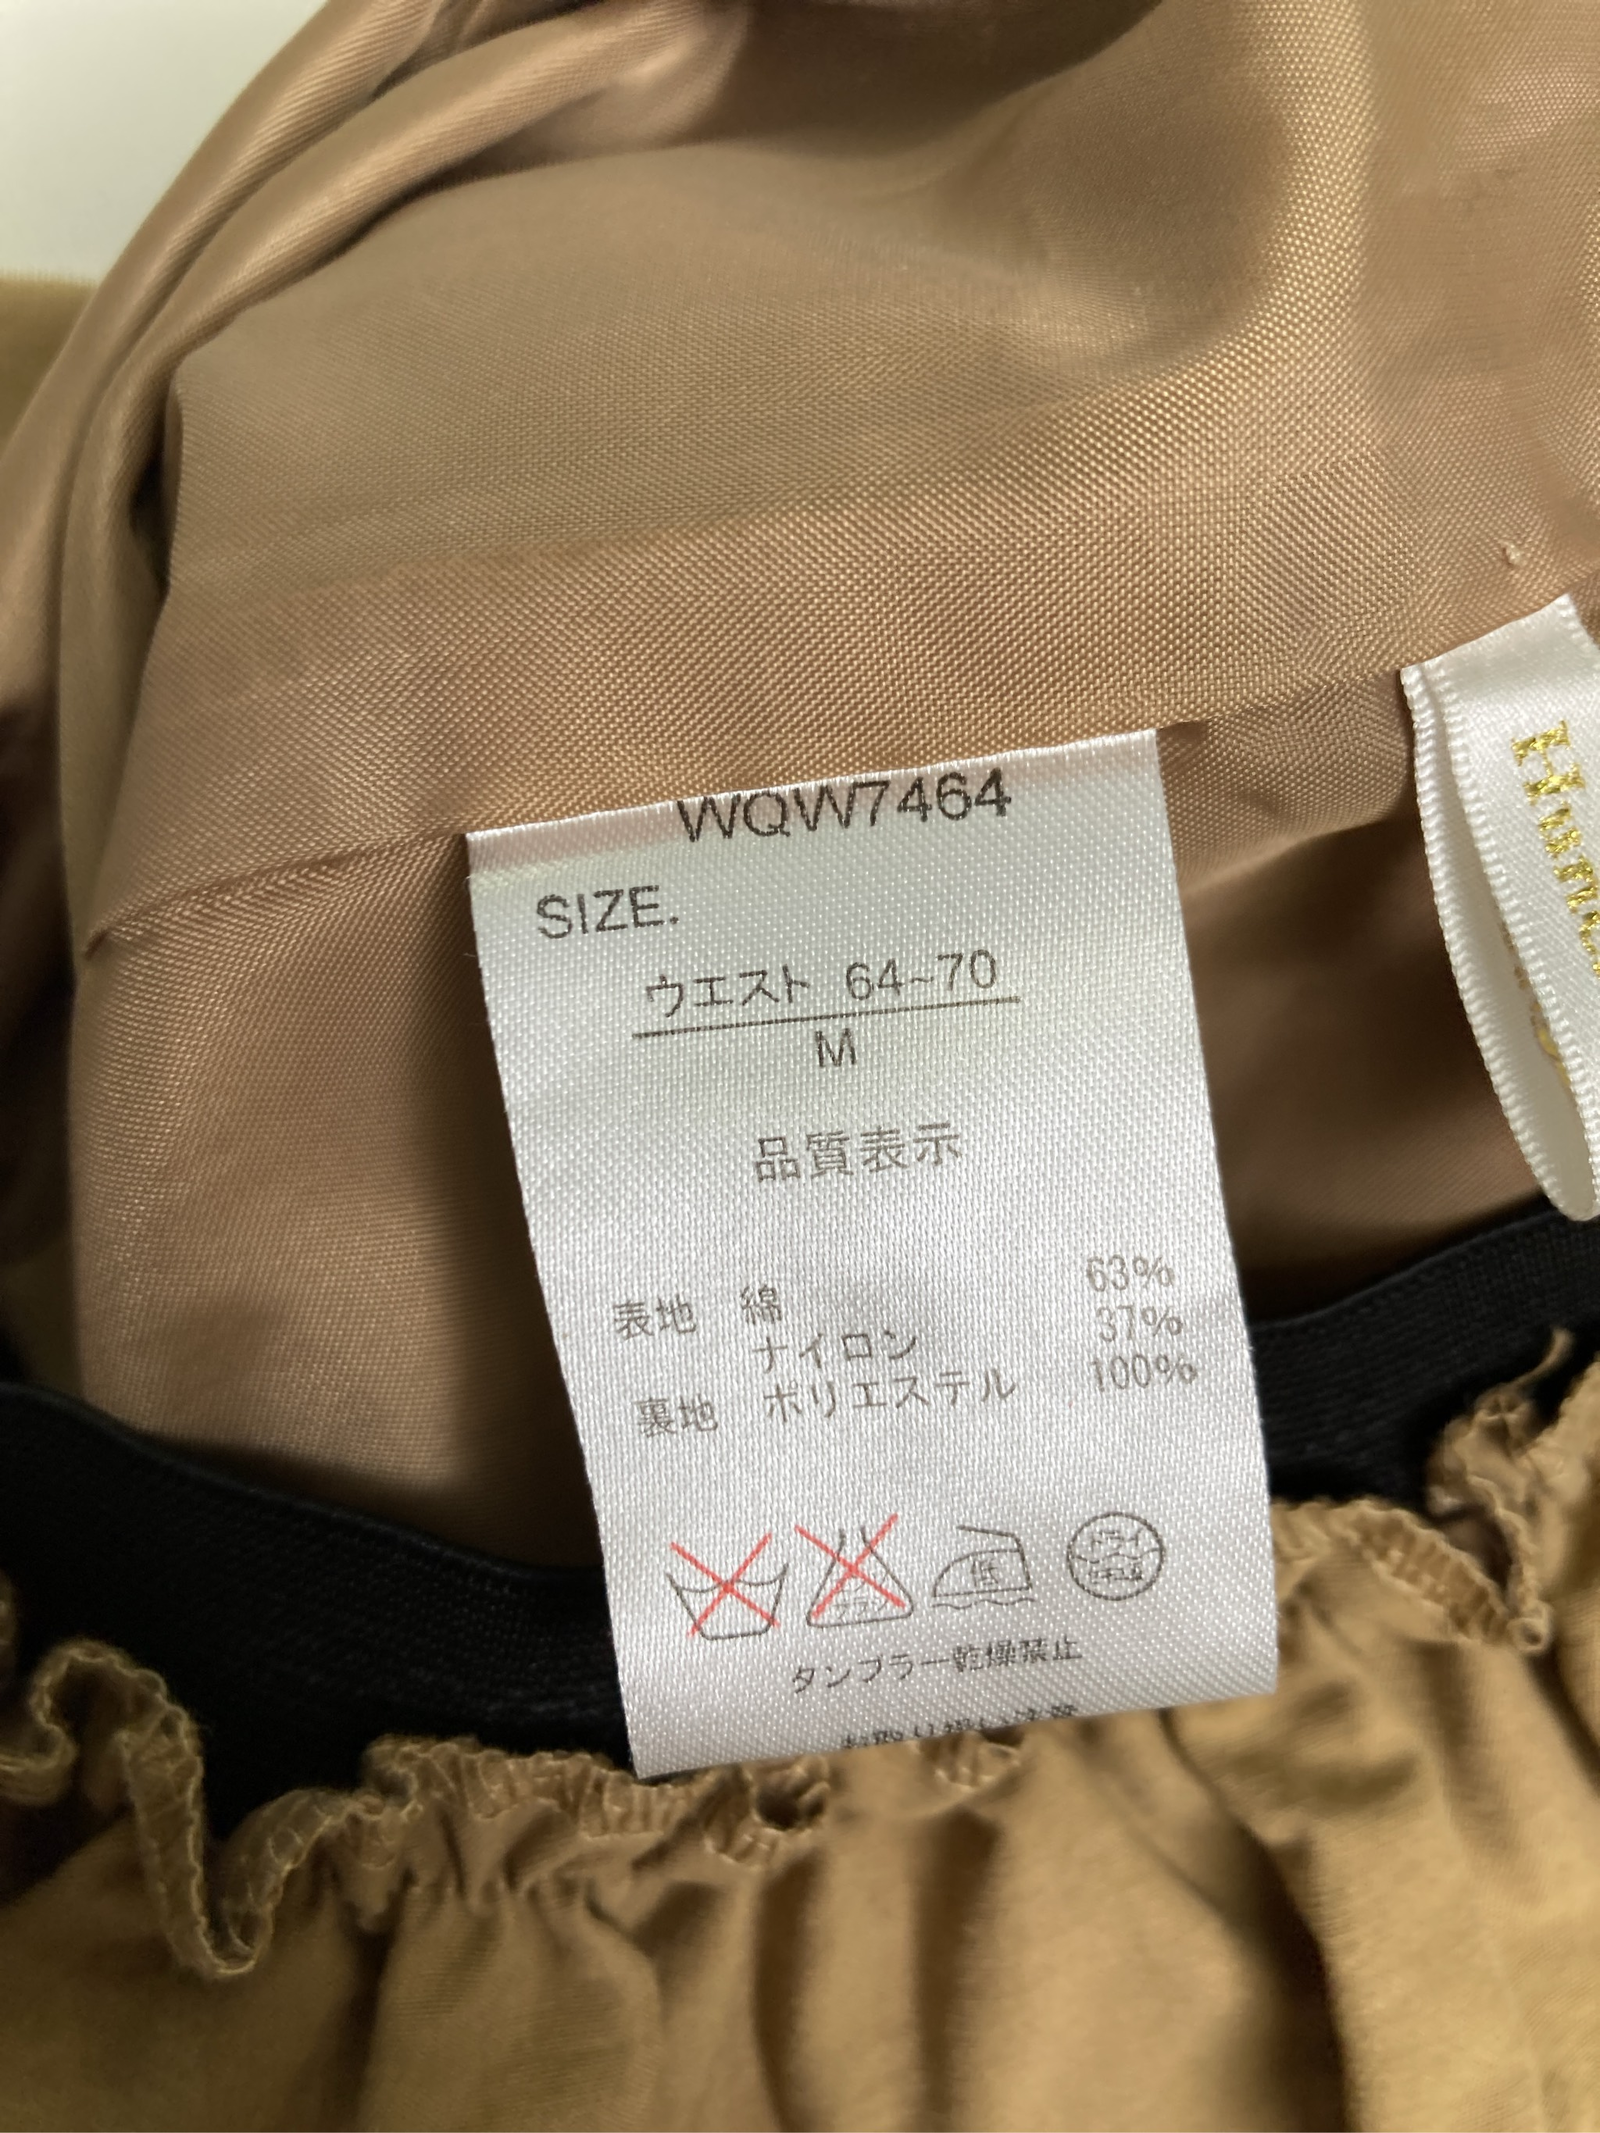 WQW7464
SIZE.
ウエスト 64~70
M
品質表示
表地 綿 63%
ナイロン 37%
裏地 ポリエステル 100%
タンブラー乾燥禁止